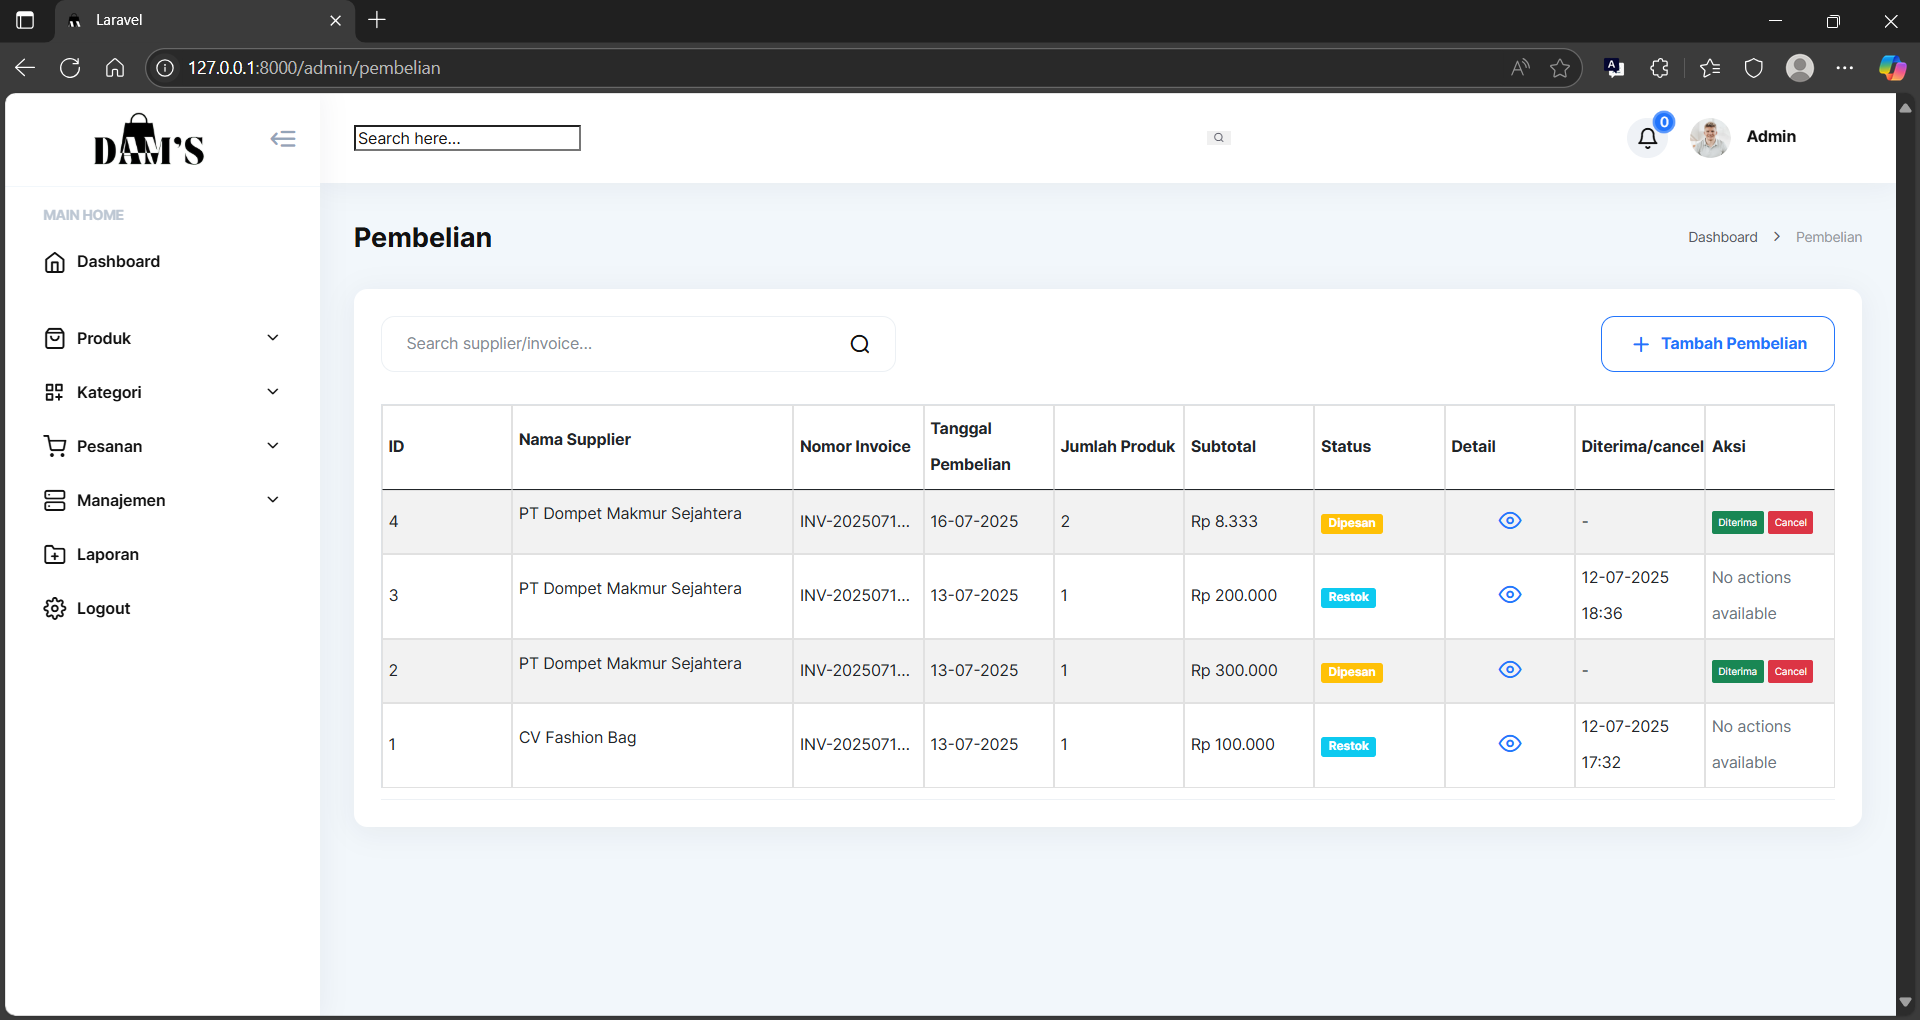 Laravel
127.0.0.1:8000/admin/pembelian
DAM'S
Search here...
0
Admin
MAIN HOME
Dashboard
Produk
Kategori
Pesanan
Manajemen
Laporan
Logout
Pembelian
Dashboard > Pembelian
Search supplier/invoice...
+ Tambah Pembelian
ID Nama Supplier Nomor Invoice Tanggal Pembelian Jumlah Produk Subtotal Status Detail Diterima/cancel Aksi
4 PT Dompet Makmur Sejahtera INV-2025071... 16-07-2025 2 Rp 8.333 Dipesan - Diterima Cancel
3 PT Dompet Makmur Sejahtera INV-2025071... 13-07-2025 1 Rp 200.000 Restok 12-07-2025 18:36 No actions available
2 PT Dompet Makmur Sejahtera INV-2025071... 13-07-2025 1 Rp 300.000 Dipesan - Diterima Cancel
1 CV Fashion Bag INV-2025071... 13-07-2025 1 Rp 100.000 Restok 12-07-2025 17:32 No actions available